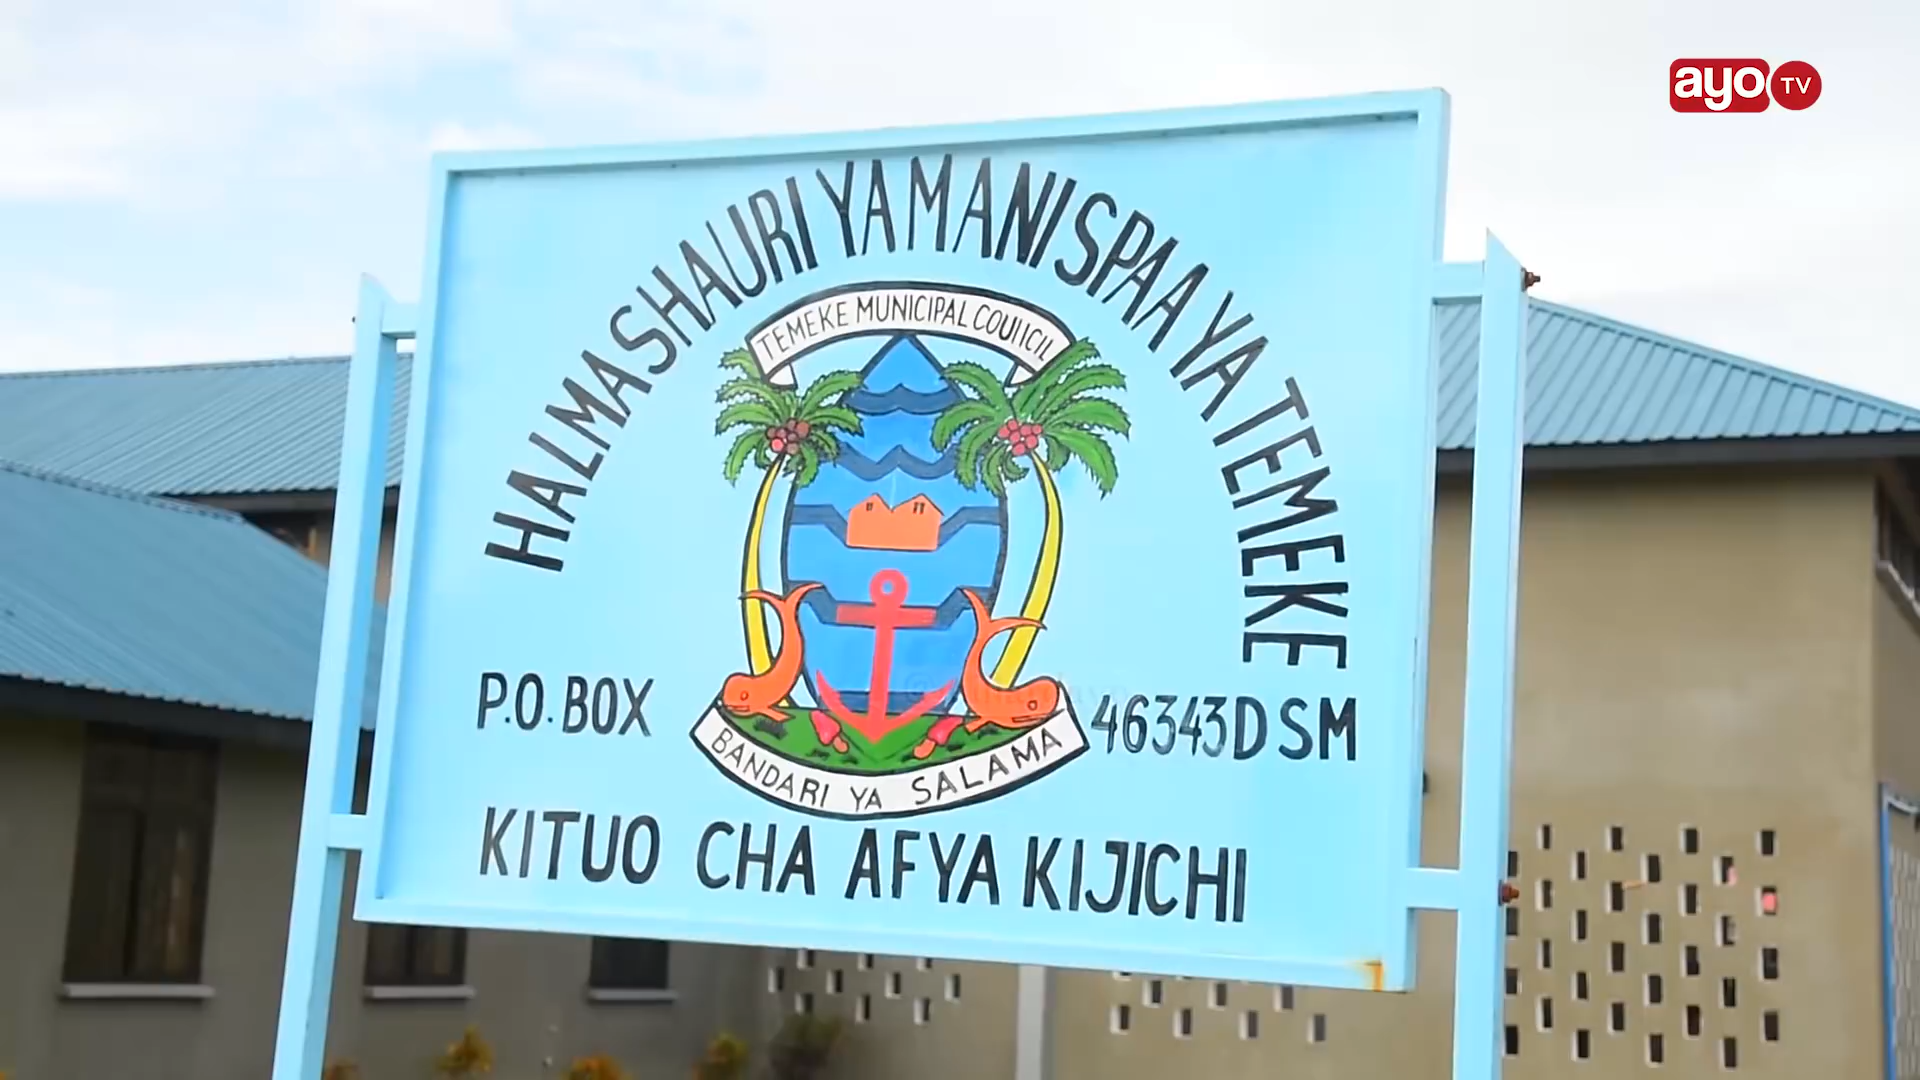 ayo TV
HALMASHAURI YA MANISPAA YA TEMEKE
TEMEKE MUNICIPAL COUNCIL
P.O. BOX 46343 DSM
BANDARI YA SALAMA
KITUO CHA AFYA KIJICHI